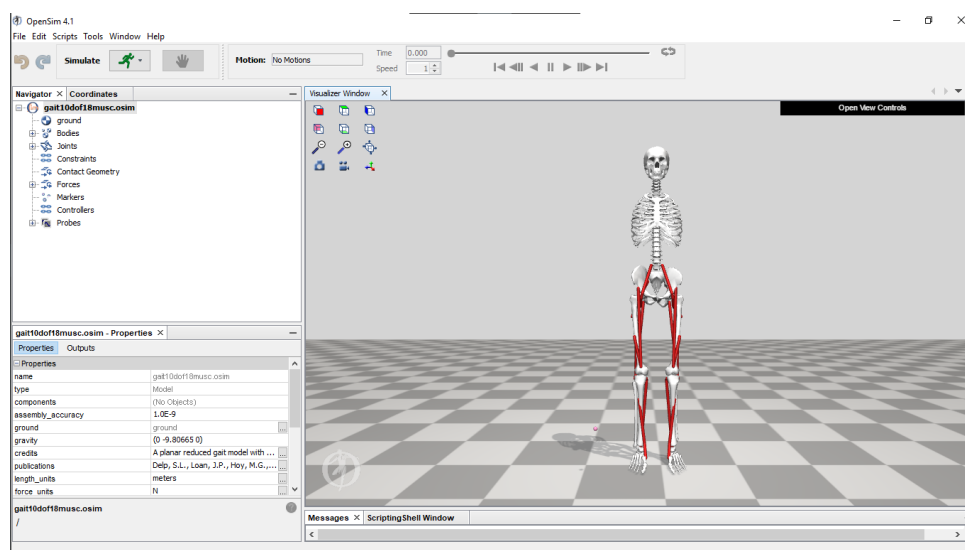 OpenSim 4.1
File Edit Scripts Tools Window Help
Simulate
Motion: No Motions
Time 0.000
Speed 1
Navigator × Coordinates
gait10dof18musc.osim
ground
Bodies
Joints
Constraints
Contact Geometry
Forces
Markers
Controllers
Probes
Visualizer Window ×
Open View Controls
gait10dof18musc.osim - Properties ×
Properties Outputs
Properties
name gait10dof18musc.osim
type Model
components (No Objects)
assembly_accuracy 1.0E-9
ground ground
gravity (0 -9.80665 0)
credits A planar reduced gait model with ...
publications Delp, S.L., Loan, J.P., Hoy, M.G.,...
length_units meters
force_units N
gait10dof18musc.osim
/
Messages × ScriptingShell Window